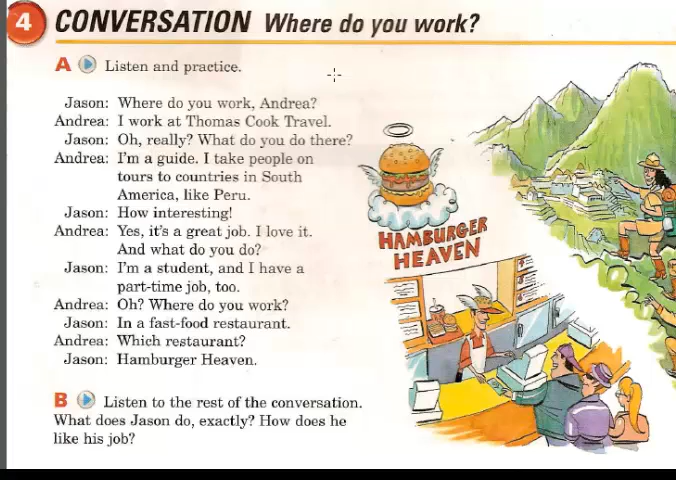 4 CONVERSATION Where do you work?
A Listen and practice.
Jason: Where do you work, Andrea?
Andrea: I work at Thomas Cook Travel.
Jason: Oh, really? What do you do there?
Andrea: I'm a guide. I take people on
tours to countries in South
America, like Peru.
Jason: How interesting!
Andrea: Yes, it's a great job. I love it.
And what do you do?
Jason: I'm a student, and I have a
part-time job, too.
Andrea: Oh? Where do you work?
Jason: In a fast-food restaurant.
Andrea: Which restaurant?
Jason: Hamburger Heaven.
HAMBURGER
HEAVEN
B Listen to the rest of the conversation.
What does Jason do, exactly? How does he
like his job?